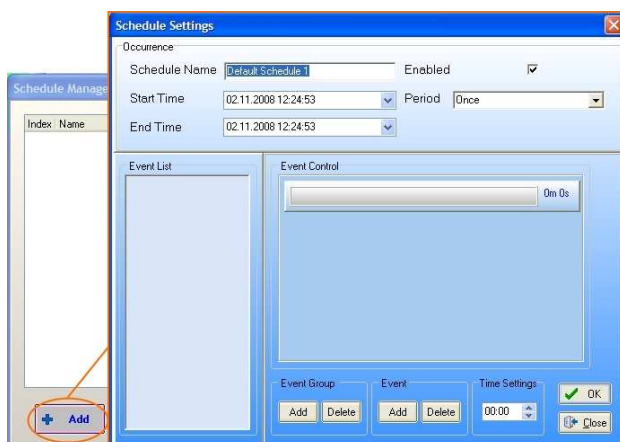 Schedule Settings
Occurrence
Schedule Name Default Schedule 1 Enabled
Start Time 02.11.2008 12:24:53 Period Once
End Time 02.11.2008 12:24:53
Schedule Manage
Index Name
Event List
Event Control
0m 0s
Event Group
Event
Time Settings
Add Delete
Add Delete
00:00
OK
Close
Add